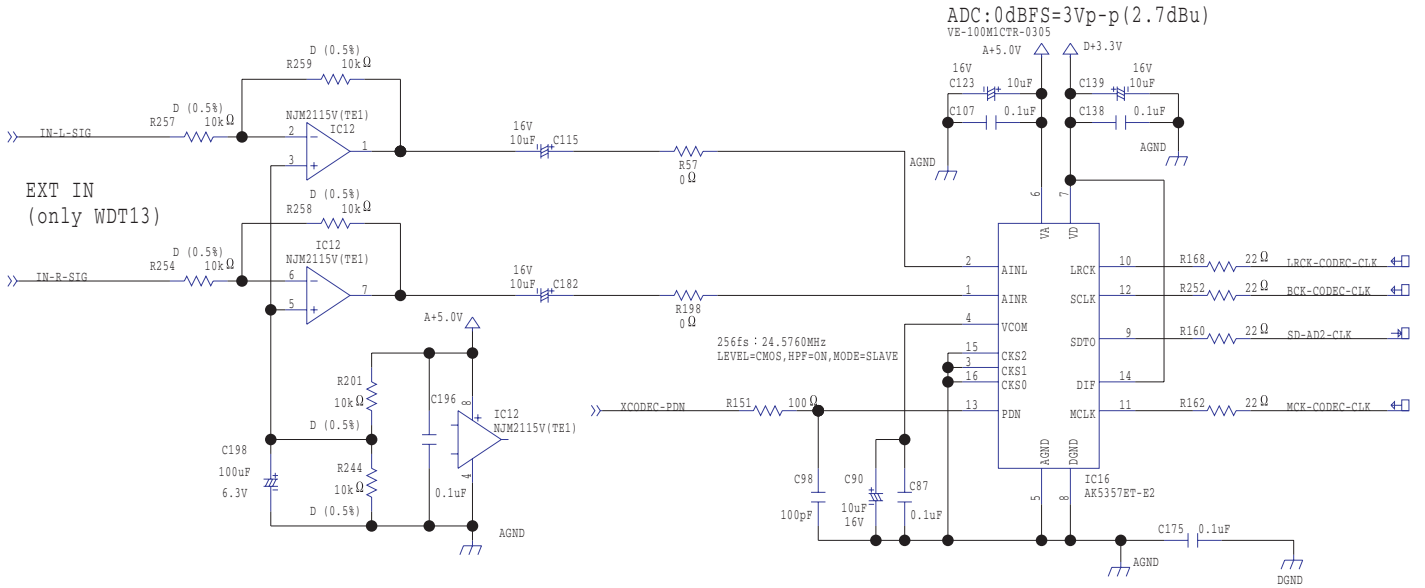 ADC:0dBFS=3Vp-p(2.7dBu)
VE-100M1CTR-0305
A+5.0V
D+3.3V
D (0.5%)
R259
10kΩ
16V
C123
10uF
16V
C139
10uF
D (0.5%)
R257
10kΩ
NJM2115V(TE1)
IC12
C107
0.1uF
C138
0.1uF
IN-L-SIG
2
3
1
16V
10uF
C115
R57
0Ω
AGND
AGND
EXT IN
(only WDT13)
D (0.5%)
R258
10kΩ
6
7
VA
VD
D (0.5%)
R254
10kΩ
IC12
NJM2115V(TE1)
IN-R-SIG
6
5
7
16V
10uF
C182
R198
0Ω
2
AINL
LRCK
10
R168
22Ω
LRCK-CODEC-CLK
1
AINR
SCLK
12
R252
22Ω
BCK-CODEC-CLK
4
VCOM
SDTO
9
R160
22Ω
SD-AD2-CLK
256fs:24.5760MHz
LEVEL=CMOS,HPF=ON,MODE=SLAVE
15
CKS2
3
CKS1
16
CKS0
DIF
14
XCODEC-PDN
R151
100Ω
13
PDN
MCLK
11
R162
22Ω
MCK-CODEC-CLK
A+5.0V
R201
10kΩ
D (0.5%)
C196
0.1uF
8
4
IC12
NJM2115V(TE1)
C198
100uF
6.3V
R244
10kΩ
D (0.5%)
AGND
C98
100pF
C90
10uF
16V
C87
0.1uF
AGND
DGND
5
8
IC16
AK5357ET-E2
C175
0.1uF
AGND
DGND